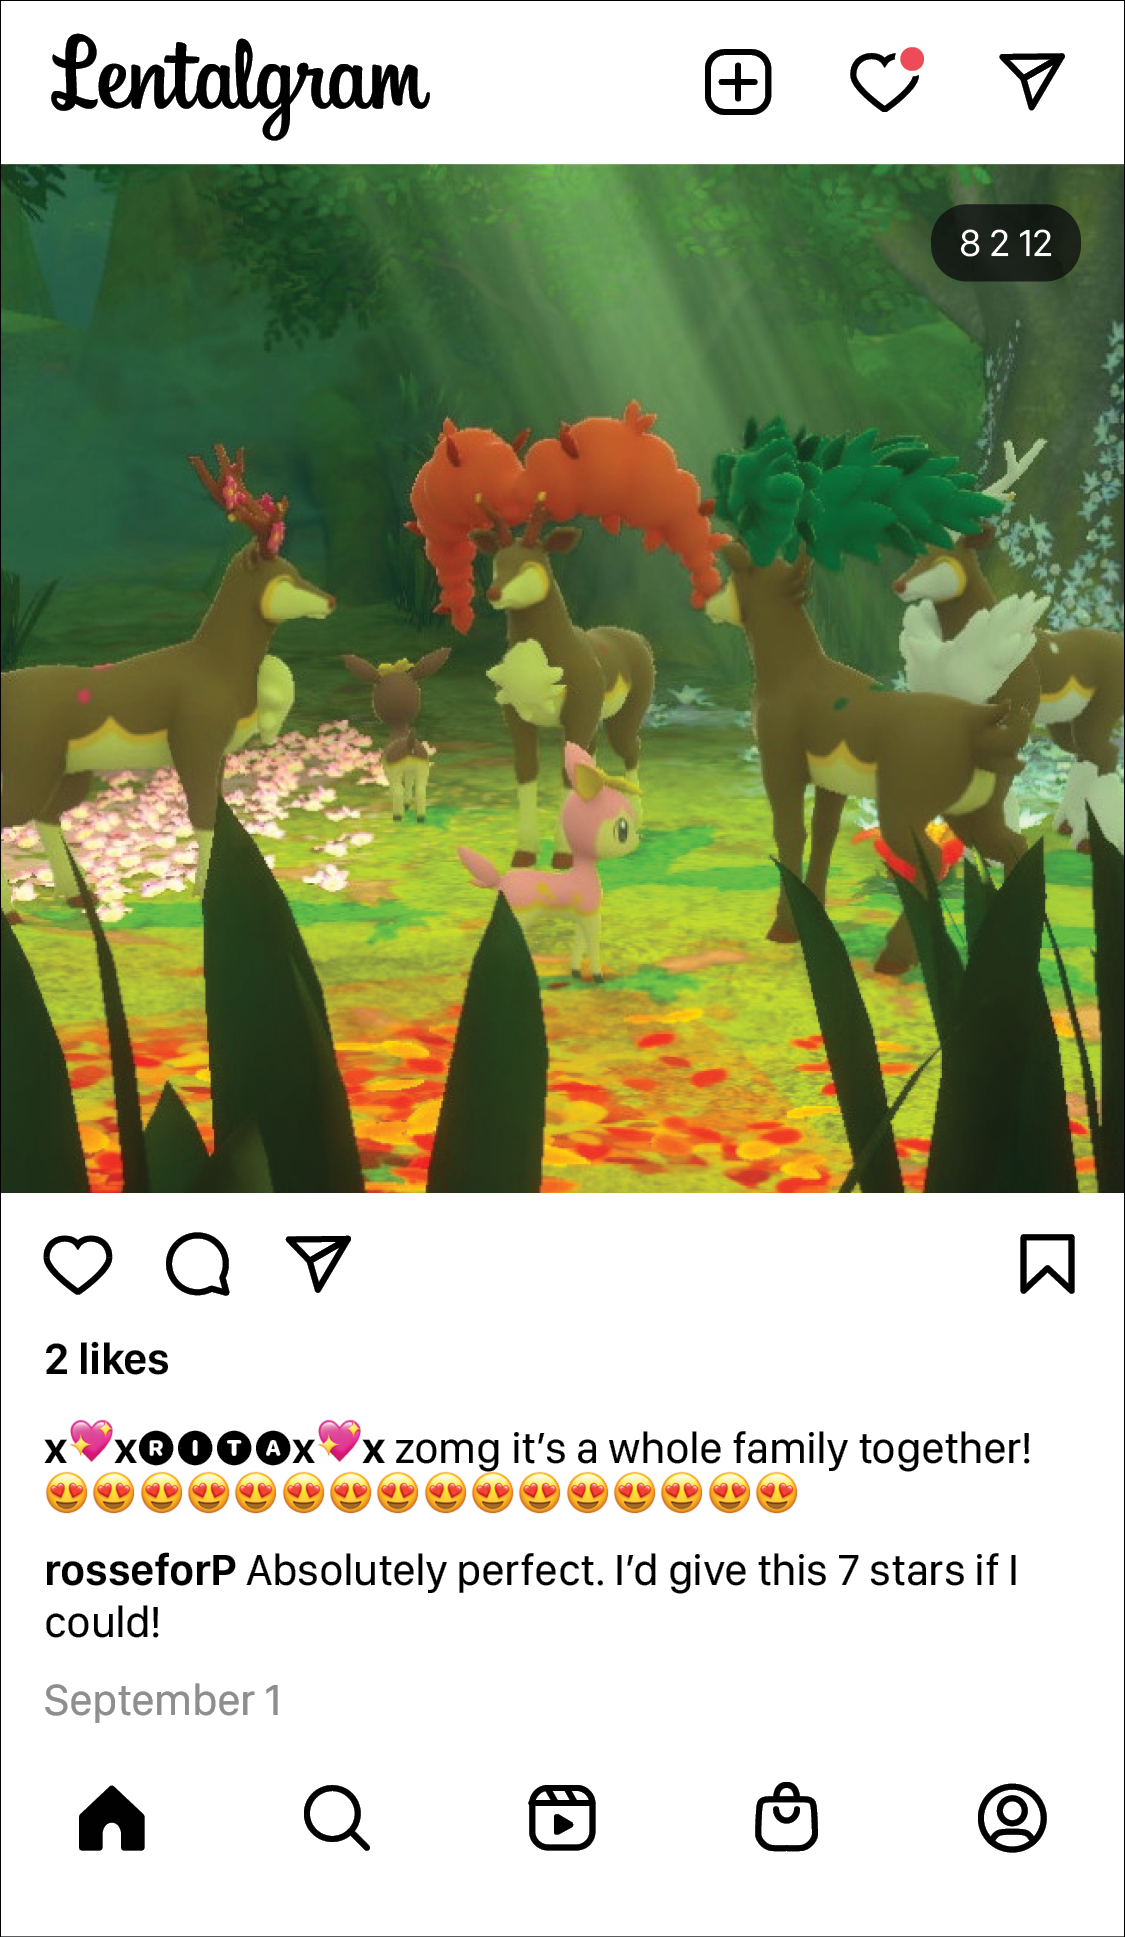 Lentalgram
8 2 12
2 likes
x💖x🅡🅘🅣🅐x💖x zomg it’s a whole family together!
😍😍😍😍😍😍😍😍😍😍😍😍😍😍😍😍
rosseforP Absolutely perfect. I’d give this 7 stars if I
could!
September 1